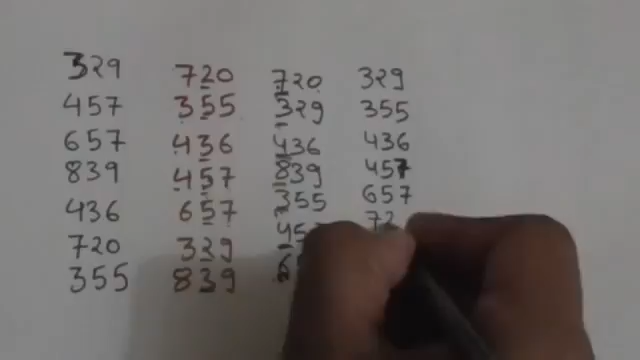 329 720 720 329
457 355 329 355
657 436 436 436
839 457 839 457
436 657 355 657
720 329
355 839